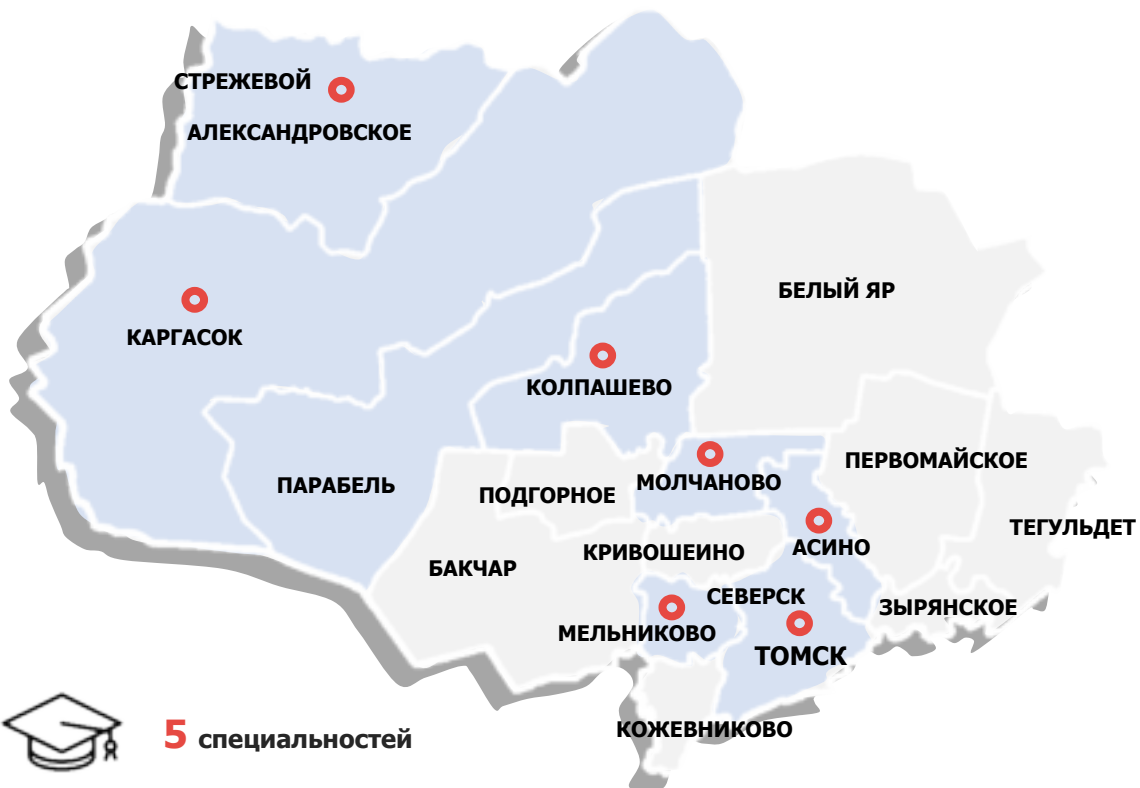 СТРЕЖЕВОЙ
АЛЕКСАНДРОВСКОЕ
БЕЛЫЙ ЯР
КАРГАСОК
КОЛПАШЕВО
ПЕРВОМАЙСКОЕ
МОЛЧАНОВО
ПАРАБЕЛЬ
ПОДГОРНОЕ
ТЕГУЛЬДЕТ
АСИНО
КРИВОШЕИНО
БАКЧАР
СЕВЕРСК
ЗЫРЯНСКОЕ
МЕЛЬНИКОВО
ТОМСК
КОЖЕВНИКОВО
5 специальностей